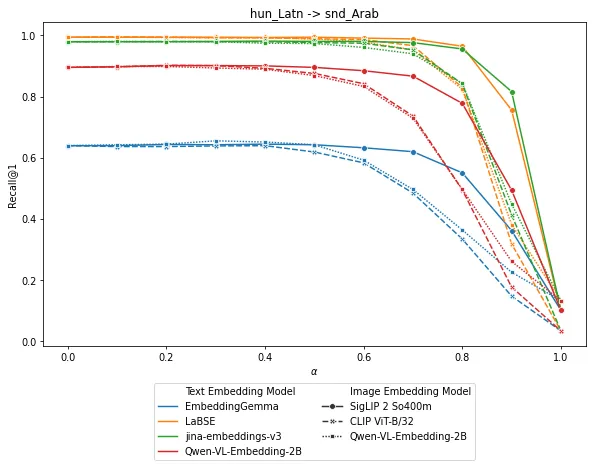 hun_Latn -> snd_Arab
Recall@1
1.0
0.8
0.6
0.4
0.2
0.0
0.0 0.2 0.4 0.6 0.8 1.0
α
Text Embedding Model Image Embedding Model
EmbeddingGemma SigLIP 2 So400m
LaBSE CLIP ViT-B/32
jina-embeddings-v3 Qwen-VL-Embedding-2B
Qwen-VL-Embedding-2B